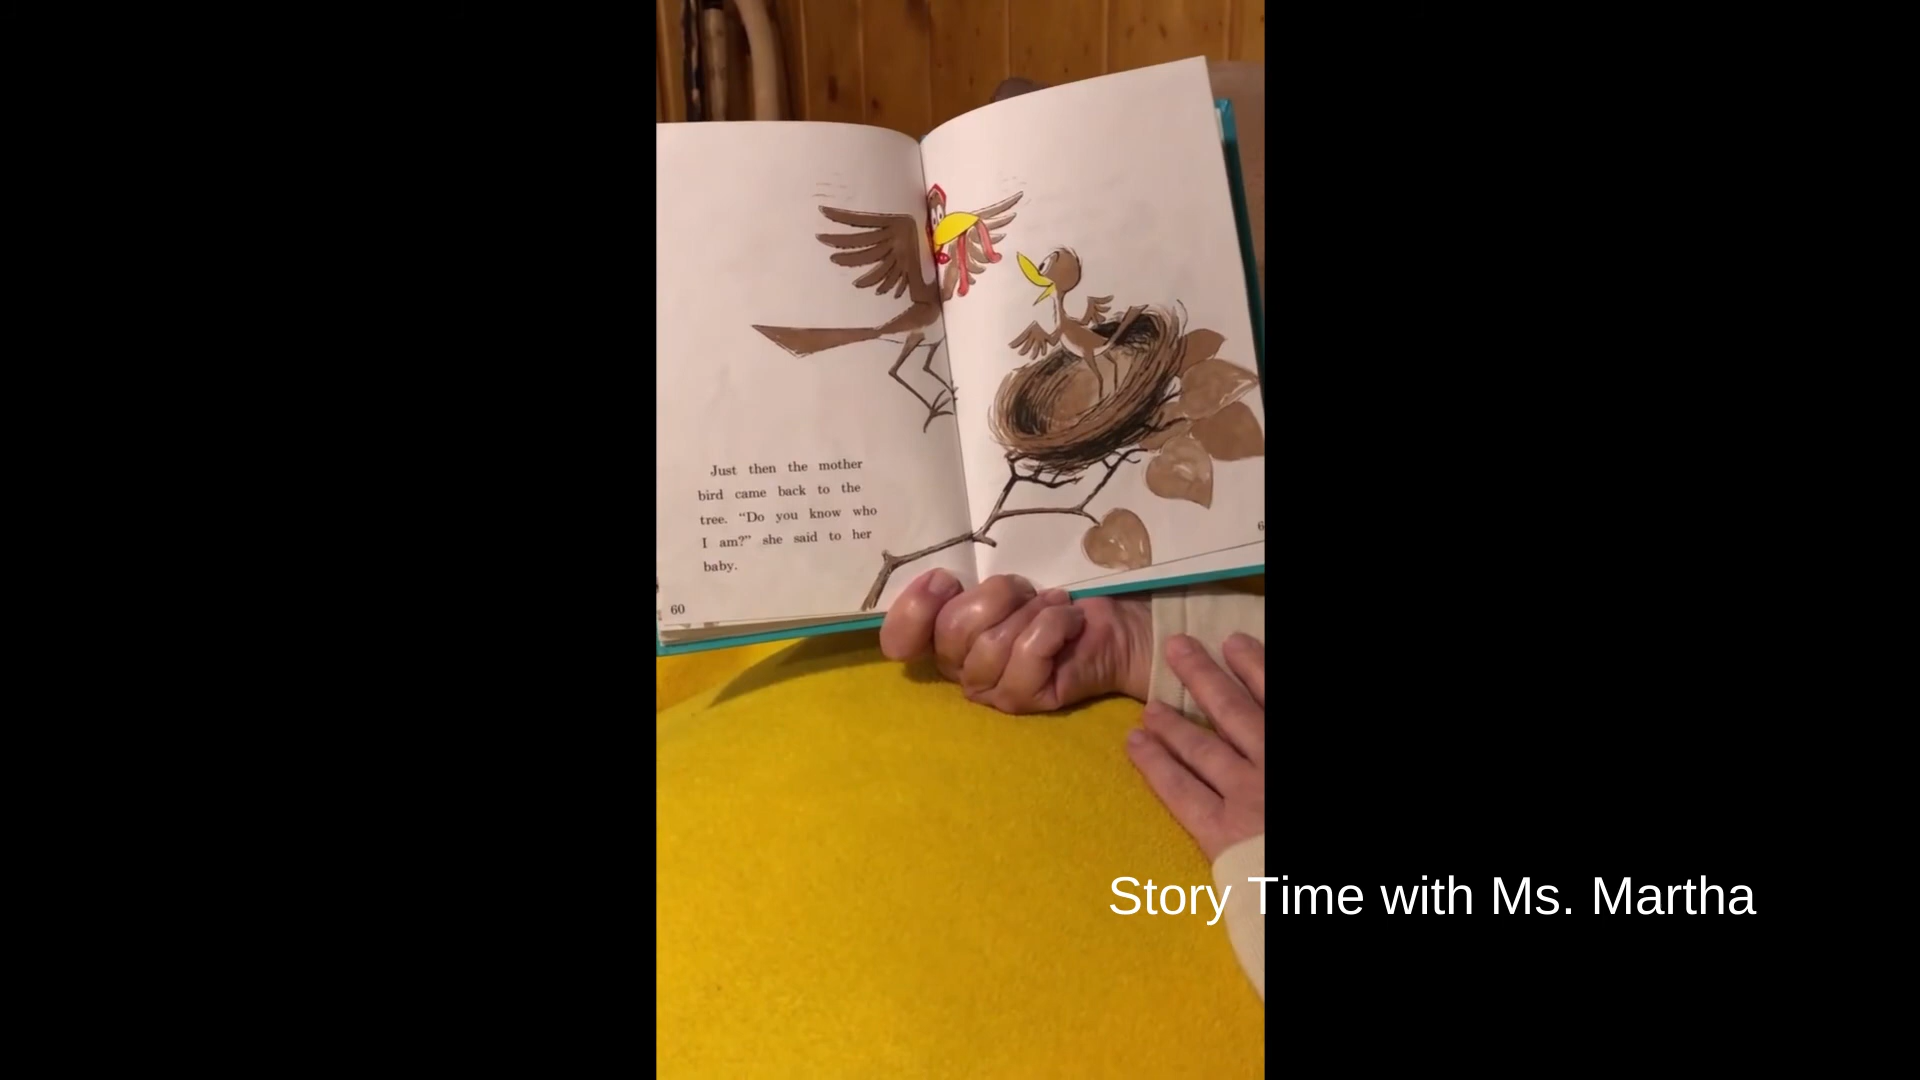 Just then the mother
bird came back to the
tree. “Do you know who
I am?” she said to her
baby.
60
6
Story Time with Ms. Martha